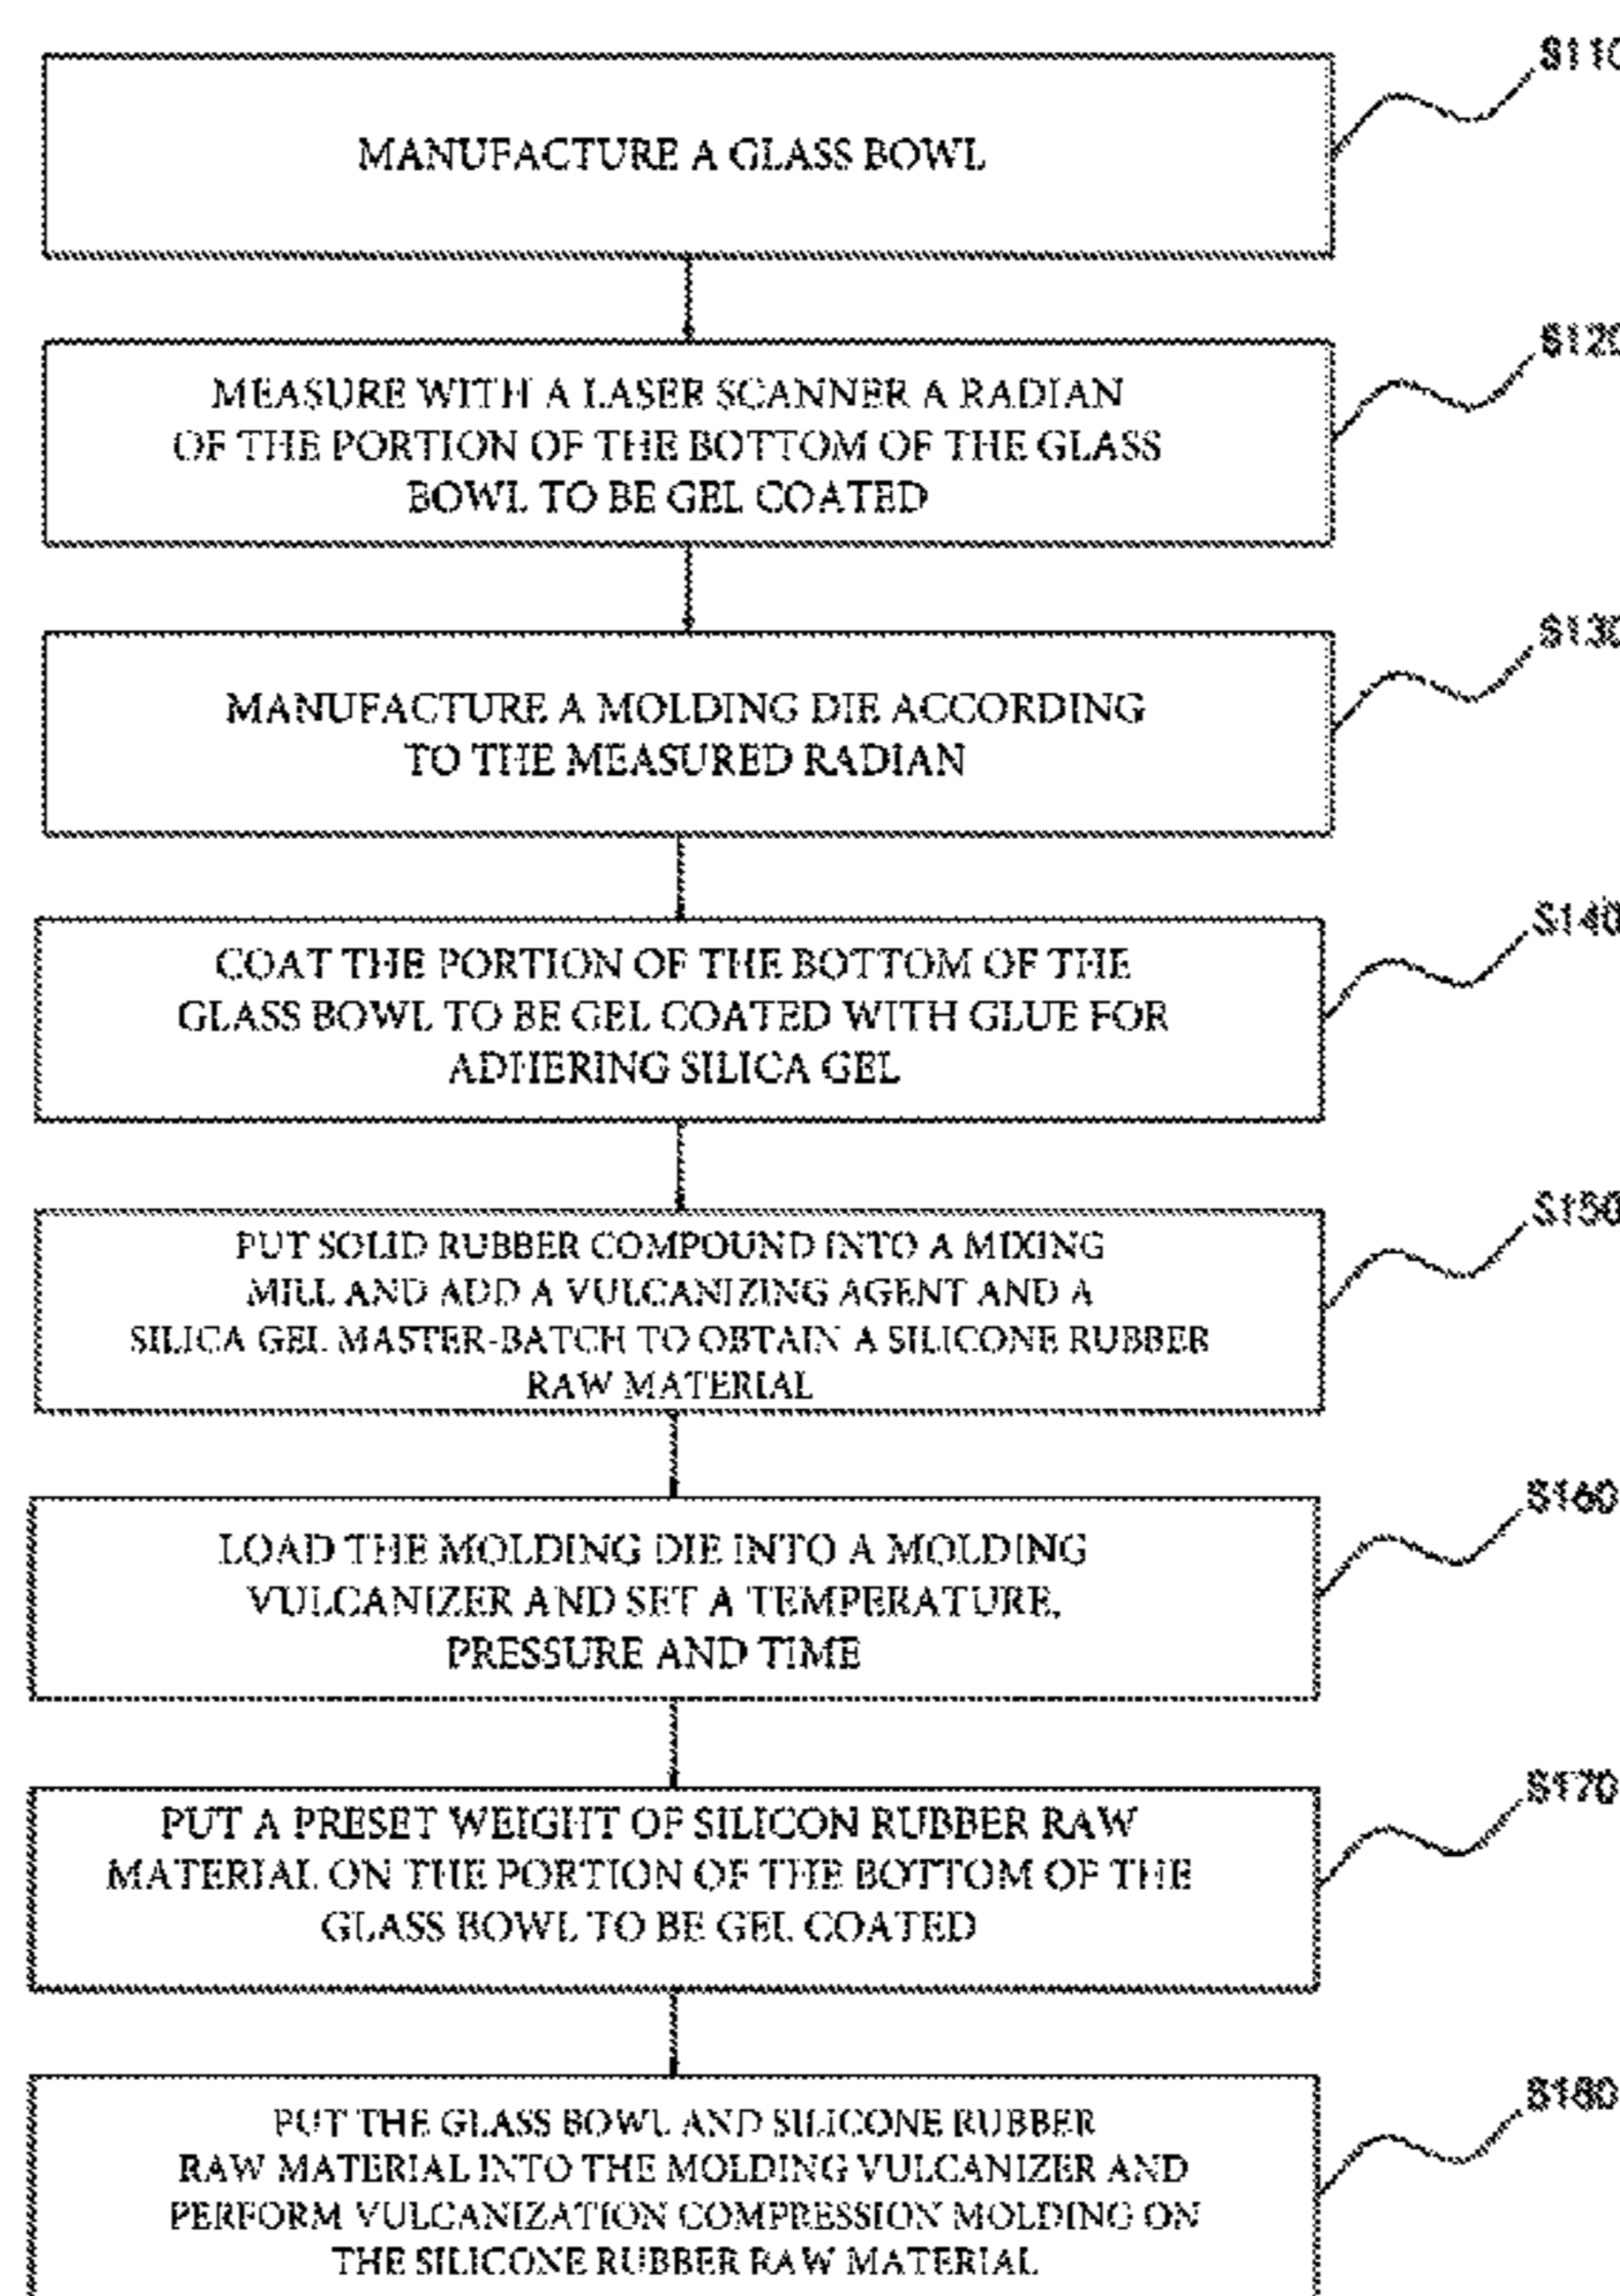 S110
MANUFACTURE A GLASS BOWL
S120
MEASURE WITH A LASER SCANNER A RADIAN
OF THE PORTION OF THE BOTTOM OF THE GLASS
BOWL TO BE GEL COATED
S130
MANUFACTURE A MOLDING DIE ACCORDING
TO THE MEASURED RADIAN
S140
COAT THE PORTION OF THE BOTTOM OF THE
GLASS BOWL TO BE GEL COATED WITH GLUE FOR
ADHERING SILICA GEL
S150
PUT SOLID RUBBER COMPOUND INTO A MIXING
MILL AND ADD A VULCANIZING AGENT AND A
SILICA GEL MASTER-BATCH TO OBTAIN A SILICONE RUBBER
RAW MATERIAL
S160
LOAD THE MOLDING DIE INTO A MOLDING
VULCANIZER AND SET A TEMPERATURE,
PRESSURE AND TIME
S170
PUT A PRESET WEIGHT OF SILICON RUBBER RAW
MATERIAL ON THE PORTION OF THE BOTTOM OF THE
GLASS BOWL TO BE GEL COATED
S180
PUT THE GLASS BOWL AND SILICONE RUBBER
RAW MATERIAL INTO THE MOLDING VULCANIZER AND
PERFORM VULCANIZATION COMPRESSION MOLDING ON
THE SILICONE RUBBER RAW MATERIAL